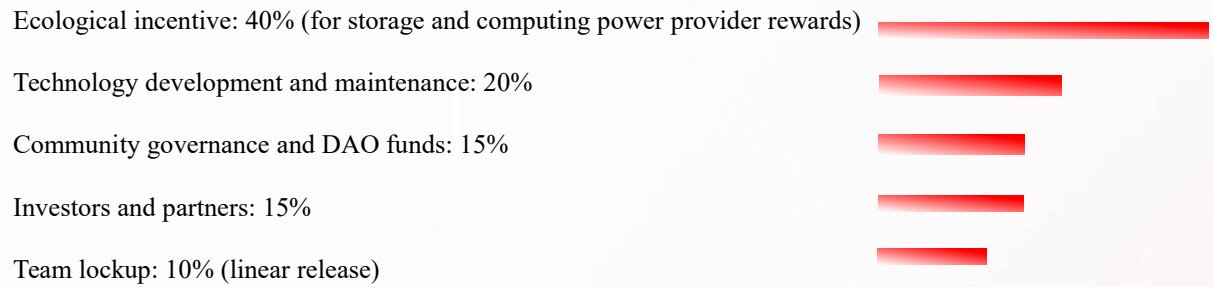 Ecological incentive: 40% (for storage and computing power provider rewards)
Technology development and maintenance: 20%
Community governance and DAO funds: 15%
Investors and partners: 15%
Team lockup: 10% (linear release)